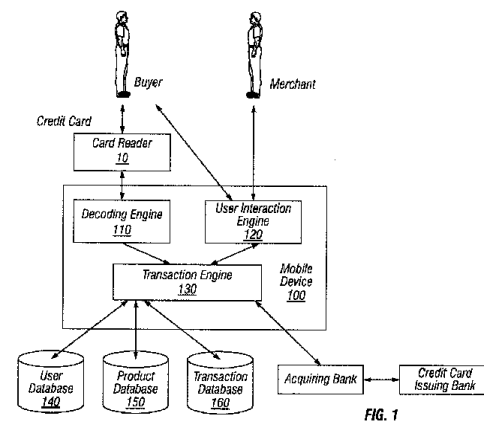 Buyer
Merchant
Credit Card
Card Reader
10
Decoding Engine
110
User Interaction
Engine
120
Transaction Engine
130
Mobile
Device
100
User
Database
140
Product
Database
150
Transaction
Database
160
Acquiring Bank
Credit Card
Issuing Bank
FIG. 1